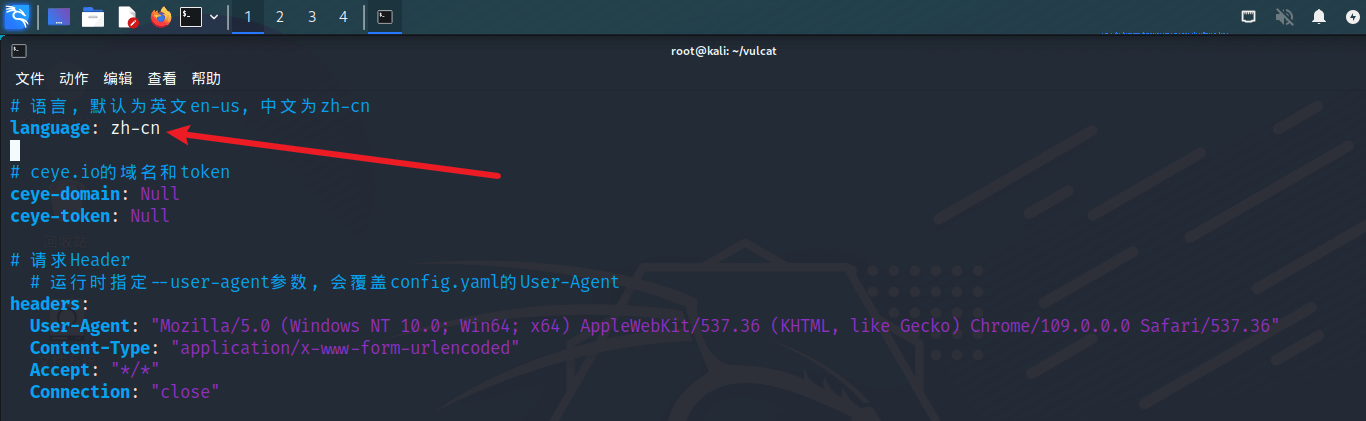 1 2 3 4
root@kali: ~/vulcat
文件 动作 编辑 查看 帮助
# 语言，默认为英文en-us，中文为zh-cn
language: zh-cn
# ceye.io的域名和token
ceye-domain: Null
ceye-token: Null
# 请求Header
# 运行时指定--user-agent参数，会覆盖config.yaml的User-Agent
headers:
User-Agent: "Mozilla/5.0 (Windows NT 10.0; Win64; x64) AppleWebKit/537.36 (KHTML, like Gecko) Chrome/109.0.0.0 Safari/537.36"
Content-Type: "application/x-www-form-urlencoded"
Accept: "*/*"
Connection: "close"